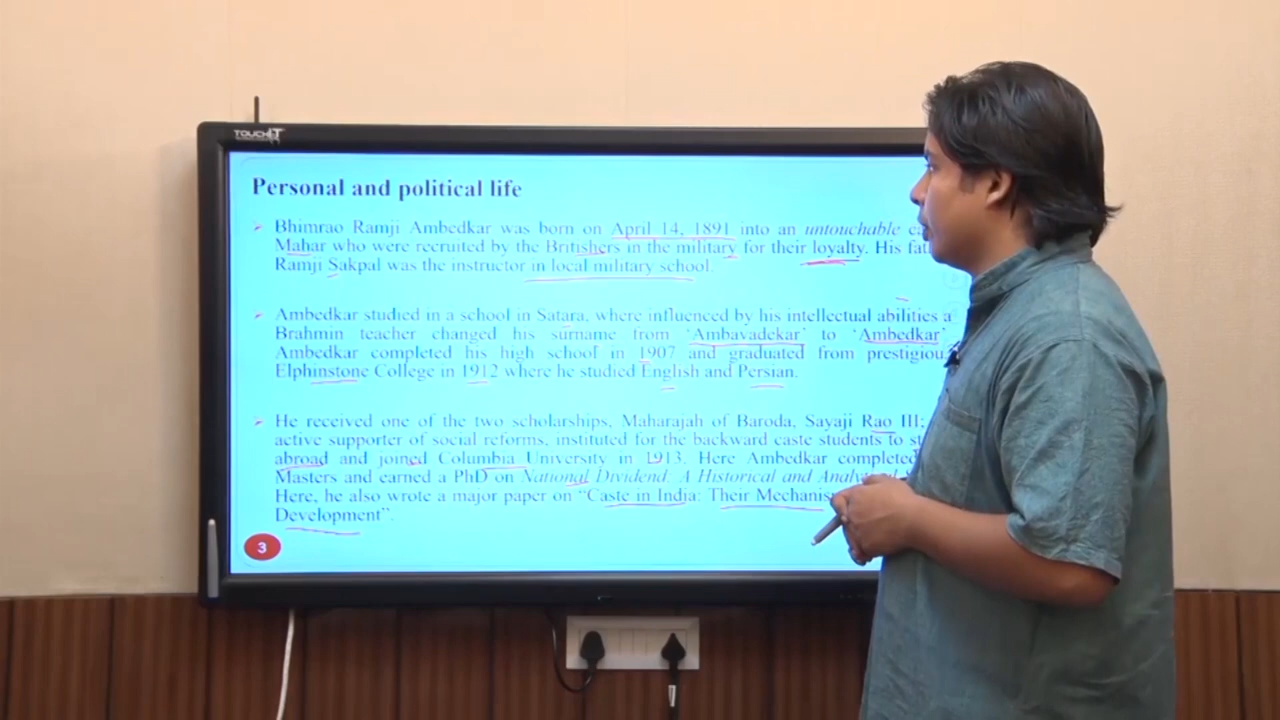 TOUCHIT
Personal and political life
➢ Bhimrao Ramji Ambedkar was born on April 14, 1891 into an untouchable
Mahar who were recruited by the Britishers in the military for their loyalty. His
Ramji Sakpal was the instructor in local military school.
➢ Ambedkar studied in a school in Satara, where influenced by his intellectual abilities a
Brahmin teacher changed his surname from ‘Ambavadekar’ to ‘Ambedkar’
Ambedkar completed his high school in 1907 and graduated from
Elphinstone College in 1912 where he studied English and Persian.
➢ He received one of the two scholarships, Maharajah of Baroda, Sayaji Rao III;
active supporter of social reforms, instituted for the backward caste students to
abroad and joined Columbia University in 1913. Here Ambedkar completed
Masters and earned a PhD on National Dividend: A Historical and
Here, he also wrote a major paper on “Caste in India: Their
Development”.
3